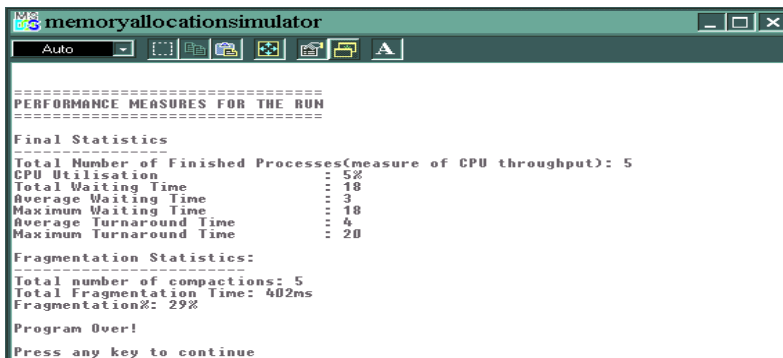 memoryallocationsimulator
Auto
A
================================
PERFORMANCE MEASURES FOR THE RUN
================================
Final Statistics
----------------
Total Number of Finished Processes(measure of CPU throughput): 5
CPU Utilisation : 5%
Total Waiting Time : 18
Average Waiting Time : 3
Maximum Waiting Time : 18
Average Turnaround Time : 4
Maximum Turnaround Time : 20
Fragmentation Statistics:
------------------------
Total number of compactions: 5
Total Fragmentation Time: 402ms
Fragmentation%: 29%
Program Over!
Press any key to continue